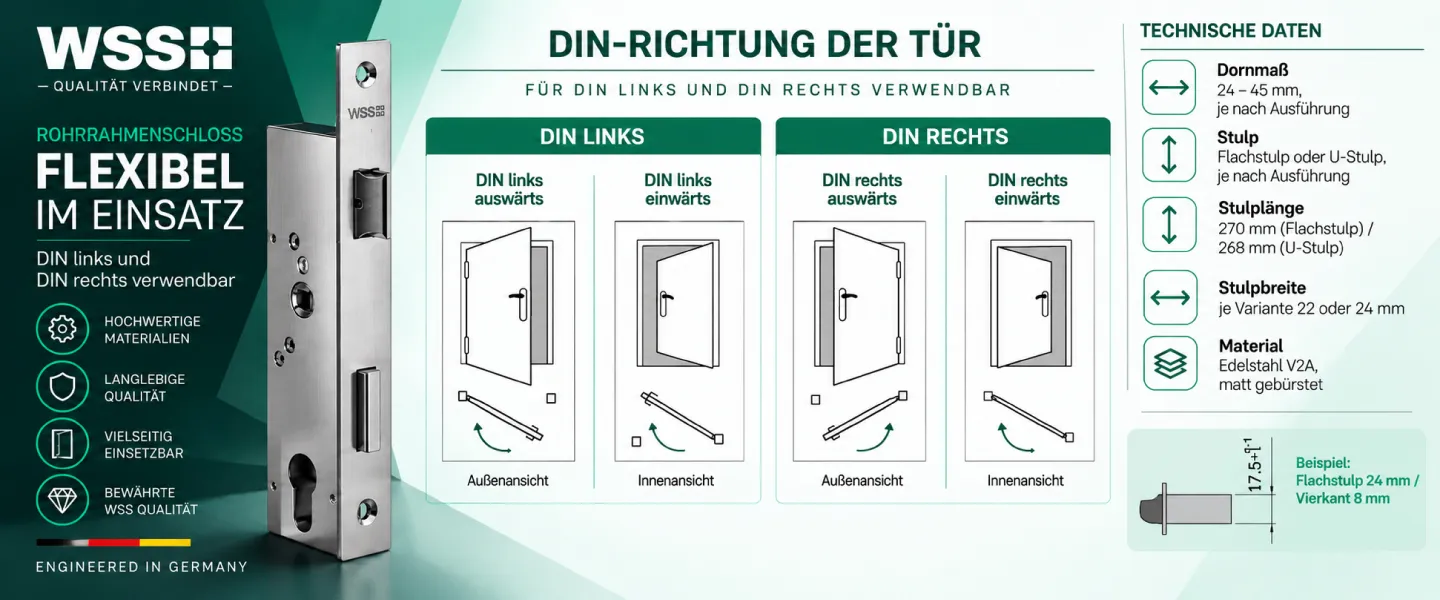 WSS
– QUALITÄT VERBINDET –
ROHRRAHMENSCHLOSS
FLEXIBEL
IM EINSATZ
DIN links und
DIN rechts verwendbar
HOCHWERTIGE
MATERIALIEN
LANGLEBIGE
QUALITÄT
VIELSEITIG
EINSETZBAR
BEWÄHRTE
WSS QUALITÄT
ENGINEERED IN GERMANY
WSS
DIN-RICHTUNG DER TÜR
FÜR DIN LINKS UND DIN RECHTS VERWENDBAR
DIN LINKS
DIN links
auswärts
Außenansicht
DIN links
einwärts
Innenansicht
DIN RECHTS
DIN rechts
auswärts
Außenansicht
DIN rechts
einwärts
Innenansicht
TECHNISCHE DATEN
Dornmaß
24 – 45 mm,
je nach Ausführung
Stulp
Flachstulp oder U-Stulp,
je nach Ausführung
Stulplänge
270 mm (Flachstulp) /
268 mm (U-Stulp)
Stulpbreite
je Variante 22 oder 24 mm
Material
Edelstahl V2A,
matt gebürstet
17.5
Beispiel:
Flachstulp 24 mm /
Vierkant 8 mm